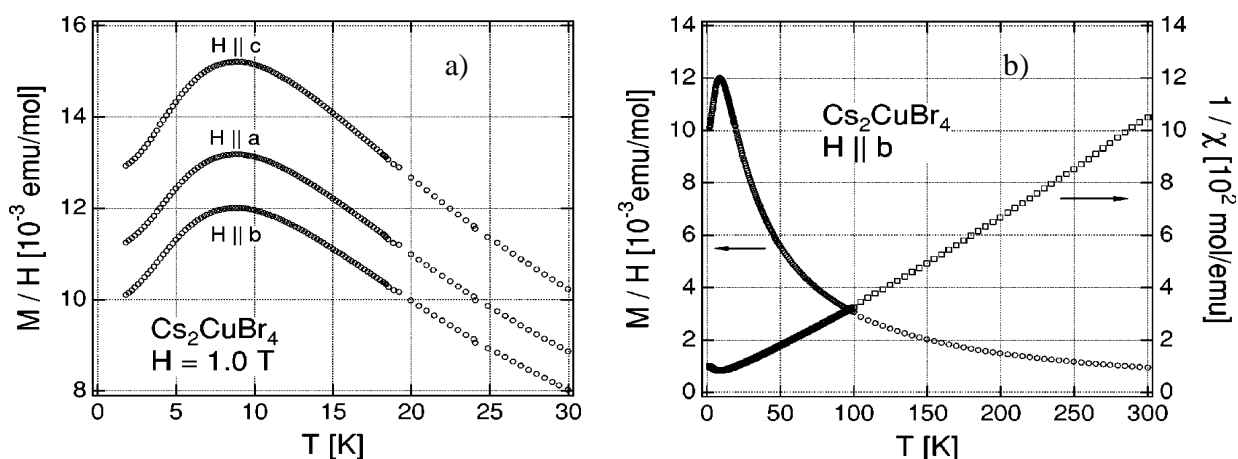 a)
16
14
12
10
8
M / H [10⁻³ emu/mol]
H || c
H || a
H || b
Cs₂CuBr₄
H = 1.0 T
0 5 10 15 20 25 30
T [K]
b)
14
12
10
8
6
4
2
0
M / H [10⁻³ emu/mol]
Cs₂CuBr₄
H || b
14
12
10
8
6
4
2
0
1 / χ [10² mol/emu]
0 50 100 150 200 250 300
T [K]